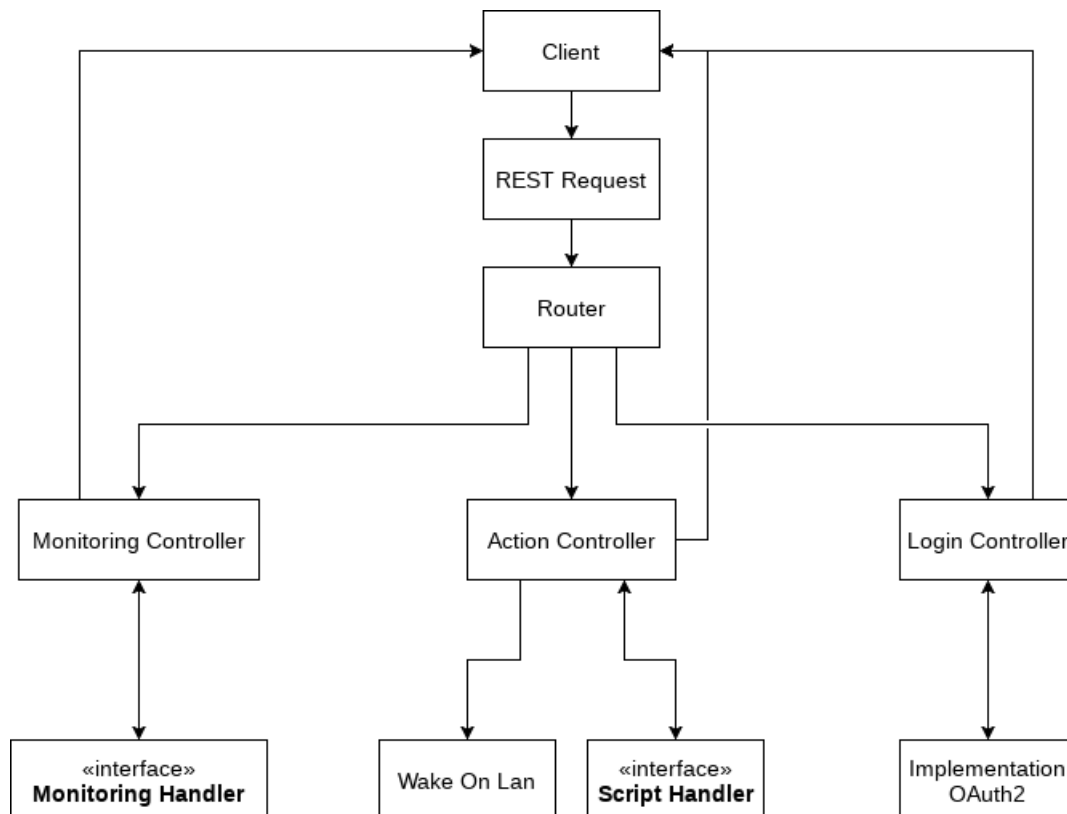 Client
REST Request
Router
Monitoring Controller
Action Controller
Login Controller
«interface»
Monitoring Handler
Wake On Lan
«interface»
Script Handler
Implementation
OAuth2